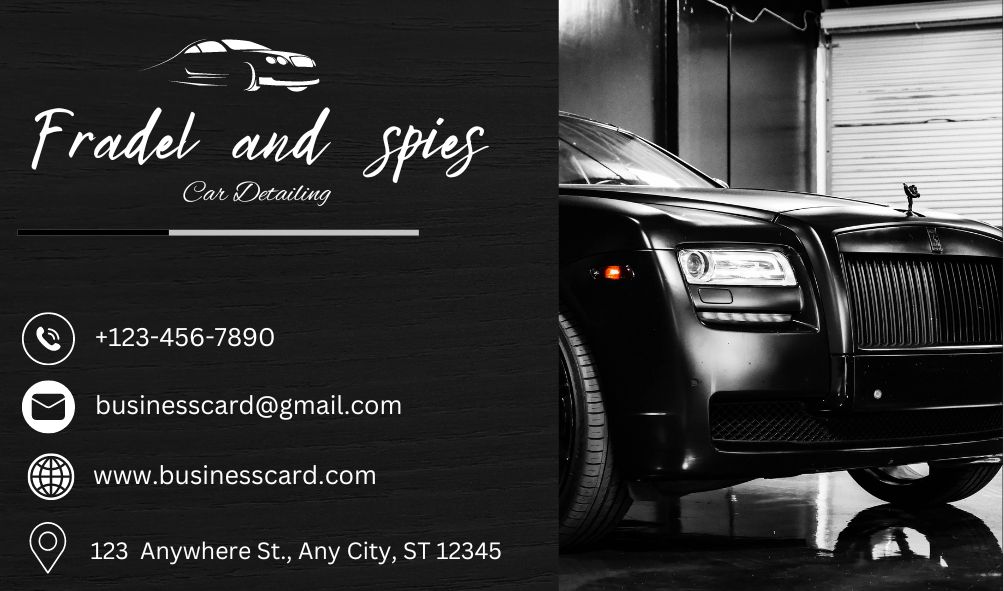 Fradel and spies
Car Detailing
+123-456-7890
businesscard@gmail.com
www.businesscard.com
123 Anywhere St., Any City, ST 12345